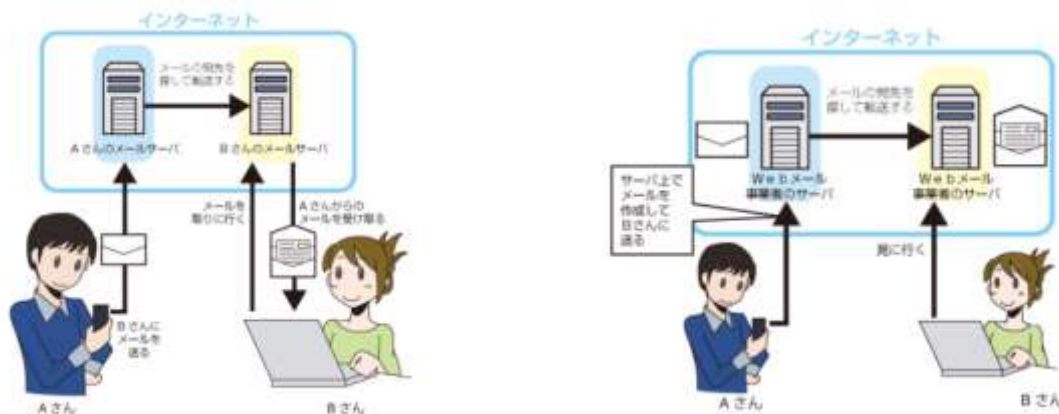 インターネット
メールの宛先を
探して転送する
Aさんのメールサーバ
Bさんのメールサーバ
メールを
取りに行く
Aさんからの
メールを受け取る
Bさんに
メールを
送る
Aさん
Bさん
インターネット
メールの宛先を
探して転送する
Webメール
事業者のサーバ
Webメール
事業者のサーバ
サーバ上で
メールを
作成して
Bさんに
送る
見に行く
Aさん
Bさん